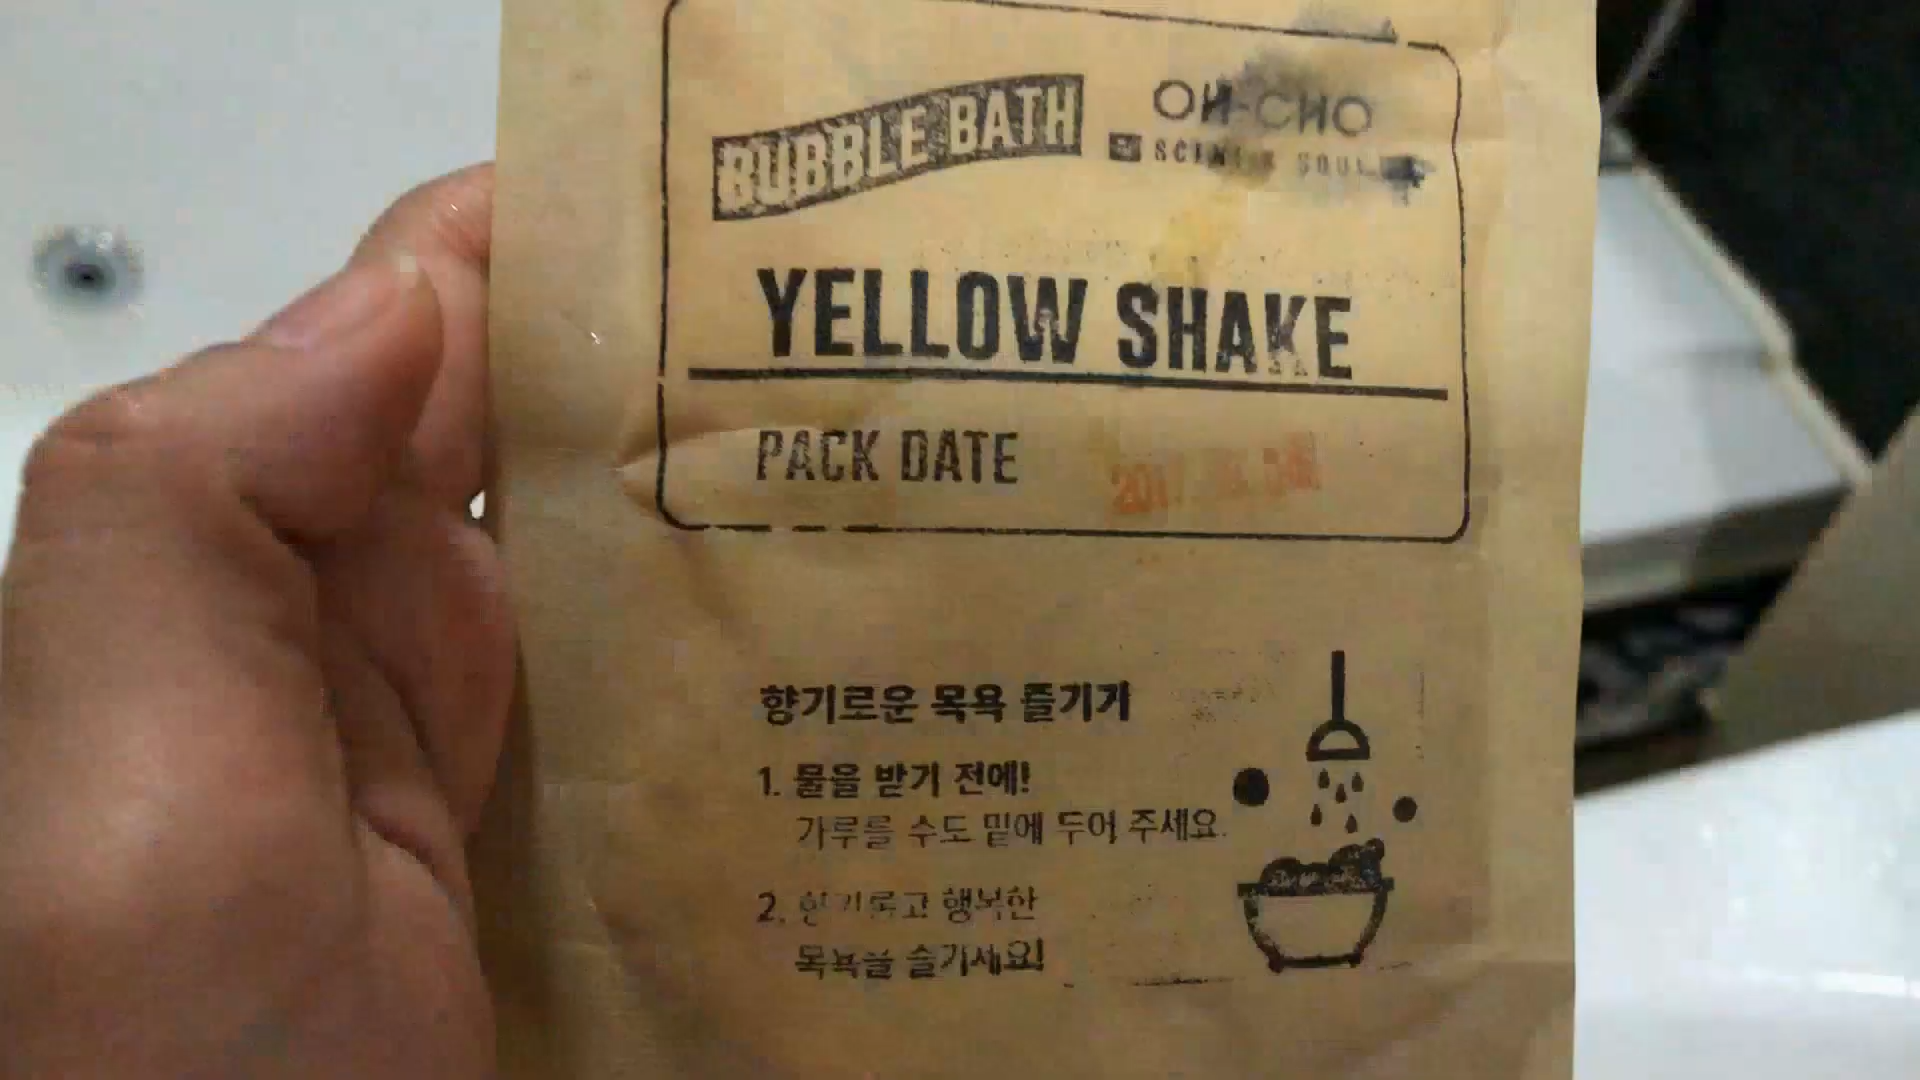 BUBBLE BATH
OH-CHO
YELLOW SHAKE
PACK DATE
2017
향기로운 목욕 즐기기
1. 물을 받기 전에!
가루를 수도 밑에 두어 주세요.
2. 향기롭고 행복한
목욕을 즐기세요!